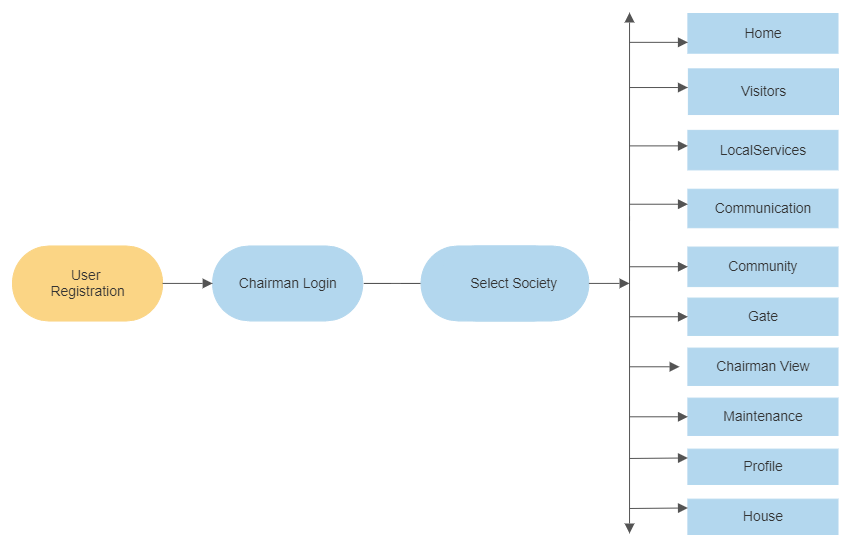 User
Registration
Chairman Login
Select Society
Home
Visitors
LocalServices
Communication
Community
Gate
Chairman View
Maintenance
Profile
House